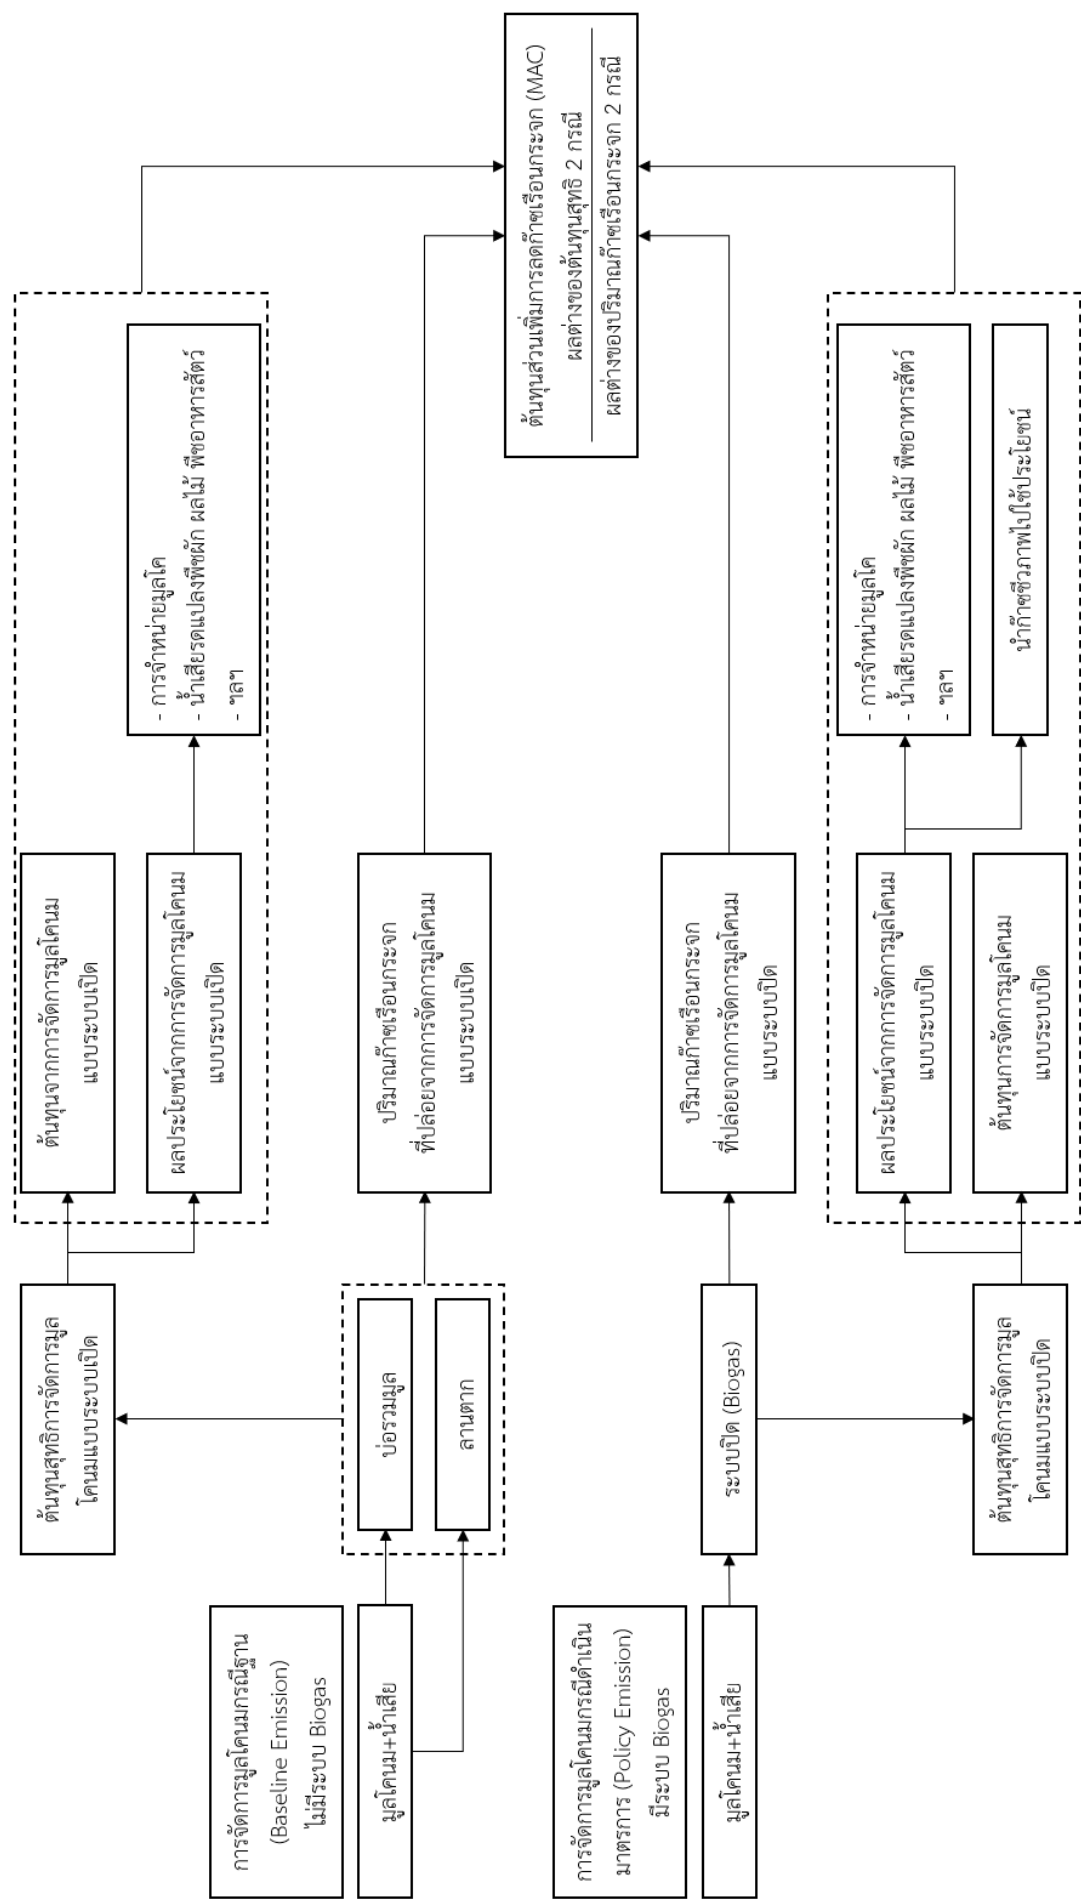 ต้นทุนจากการจัดการมูลโคนม
แบบระบบเปิด
ต้นทุนสุทธิการจัดการมูล
โคนมแบบระบบเปิด
ผลประโยชน์จากการจัดการมูลโคนม
แบบระบบเปิด
- การจำหน่ายมูลโค
- น้ำเสียรดแปลงพืชผัก ผลไม้ พืชอาหารสัตว์
- ฯลฯ
การจัดการมูลโคนมกรณีฐาน
(Baseline Emission)
ไม่มีระบบ Biogas
มูลโคนม+น้ำเสีย
บ่อรวมมูล
ลานตาก
ปริมาณก๊าซเรือนกระจก
ที่ปล่อยจากการจัดการมูลโคนม
แบบระบบเปิด
ต้นทุนส่วนเพิ่มการลดก๊าซเรือนกระจก (MAC)
ผลต่างของต้นทุนสุทธิ 2 กรณี
ผลต่างของปริมาณก๊าซเรือนกระจก 2 กรณี
การจัดการมูลโคนมกรณีดำเนิน
มาตรการ (Policy Emission)
มีระบบ Biogas
มูลโคนม+น้ำเสีย
ระบบปิด (Biogas)
ปริมาณก๊าซเรือนกระจก
ที่ปล่อยจากการจัดการมูลโคนม
แบบระบบปิด
ต้นทุนสุทธิการจัดการมูล
โคนมแบบระบบปิด
ผลประโยชน์จากการจัดการมูลโคนม
แบบระบบปิด
- การจำหน่ายมูลโค
- น้ำเสียรดแปลงพืชผัก ผลไม้ พืชอาหารสัตว์
- ฯลฯ
ต้นทุนการจัดการมูลโคนม
แบบระบบปิด
นำก๊าซชีวภาพไปใช้ประโยชน์